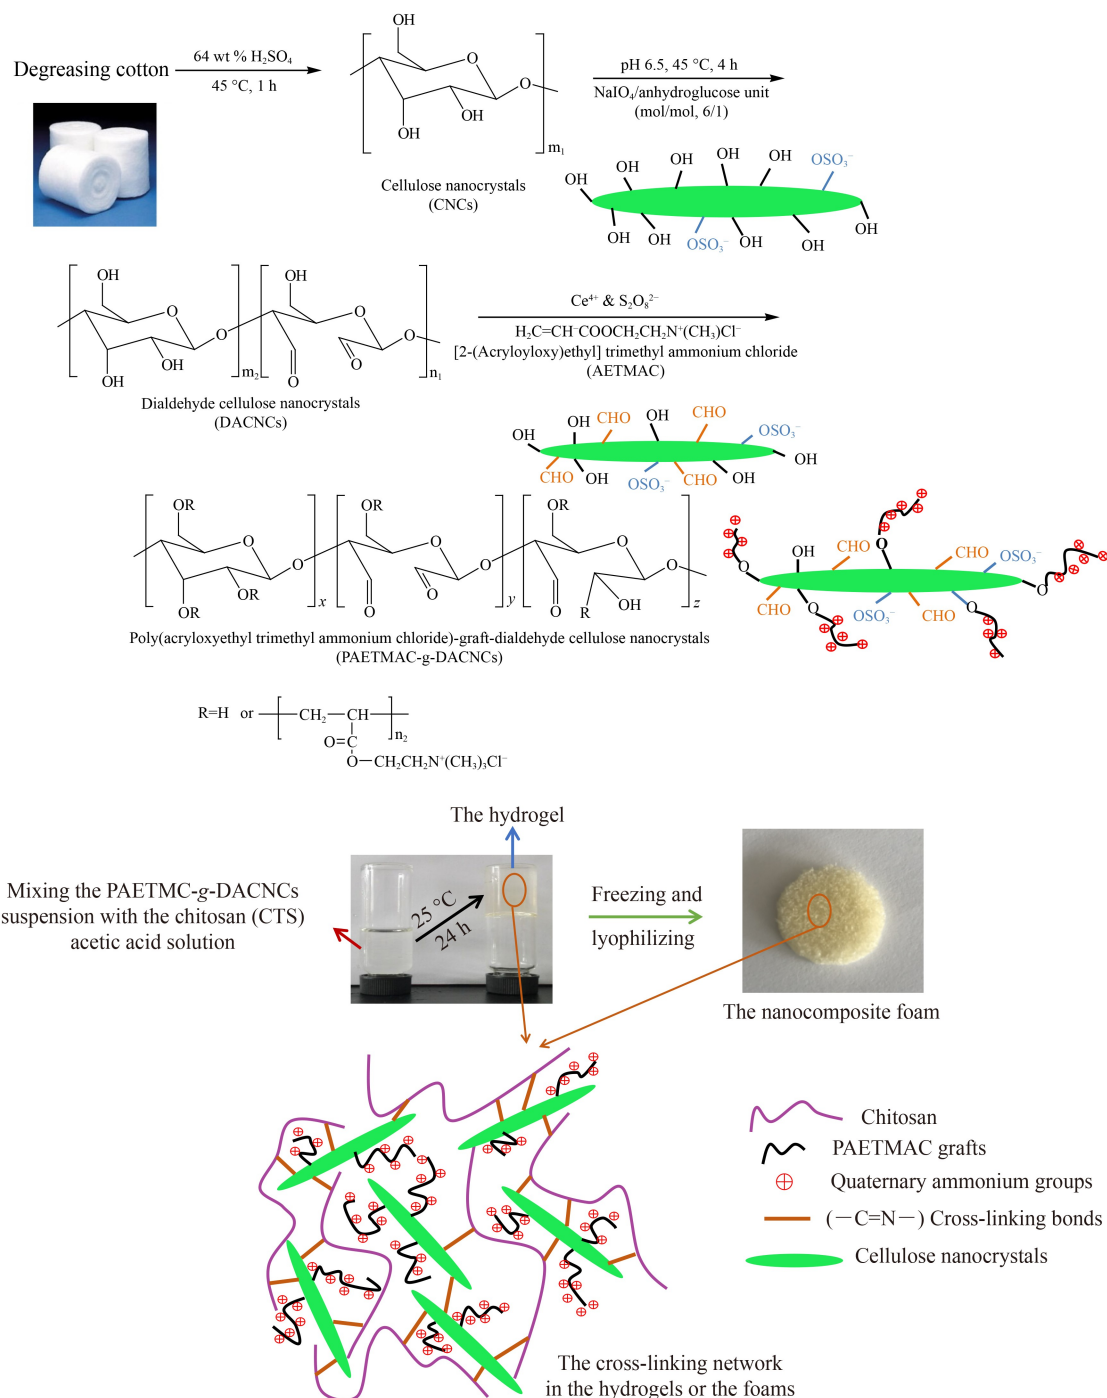 Degreasing cotton
64 wt % H₂SO₄
45 °C, 1 h
OH
O
O
OH
OH
m₁
Cellulose nanocrystals
(CNCs)
pH 6.5, 45 °C, 4 h
NaIO₄/anhydroglucose unit
(mol/mol, 6/1)
OH
OH
OH
OH
OH
OSO₃⁻
OH
OH
OSO₃⁻
OH
OH
OH
OH
O
O
OH
OH
m₂
OH
O
O
O
O
n₁
Dialdehyde cellulose nanocrystals
(DACNCs)
Ce⁴⁺ & S₂O₈²⁻
H₂C=CH⁻COOCH₂CH₂N⁺(CH₃)Cl⁻
[2-(Acryloyloxy)ethyl] trimethyl ammonium chloride
(AETMAC)
OH
OH
CHO
OH
CHO
OSO₃⁻
OH
CHO
OH
OSO₃⁻
CHO
OH
OR
O
O
OR
OR
x
OR
O
O
O
O
y
OR
O
O
O
R
OH
z
Poly(acryloxyethyl trimethyl ammonium chloride)-graft-dialdehyde cellulose nanocrystals
(PAETMAC-g-DACNCs)
O
OH
CHO
O
CHO
OSO₃⁻
O
CHO
O
OSO₃⁻
CHO
O
R=H or
CH₂
CH
n₂
O=C
O—CH₂CH₂N⁺(CH₃)₃Cl⁻
The hydrogel
Mixing the PAETMC-g-DACNCs
suspension with the chitosan (CTS)
acetic acid solution
25 °C
24 h
Freezing and
lyophilizing
The nanocomposite foam
Chitosan
PAETMAC grafts
Quaternary ammonium groups
(—C=N—) Cross-linking bonds
Cellulose nanocrystals
The cross-linking network
in the hydrogels or the foams